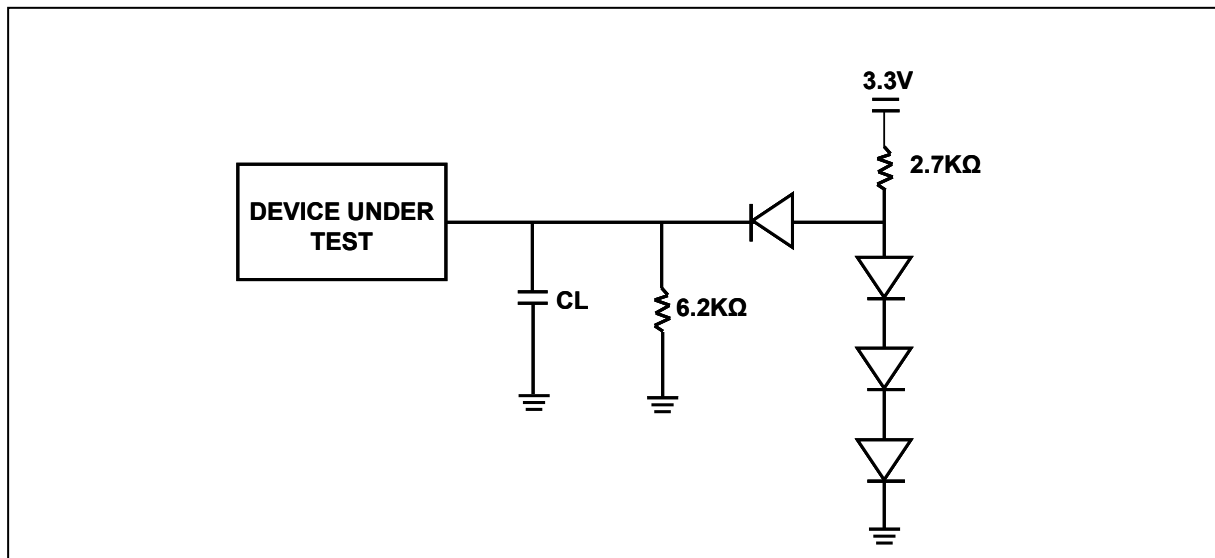 3.3V
2.7KΩ
DEVICE UNDER
TEST
CL
6.2KΩ